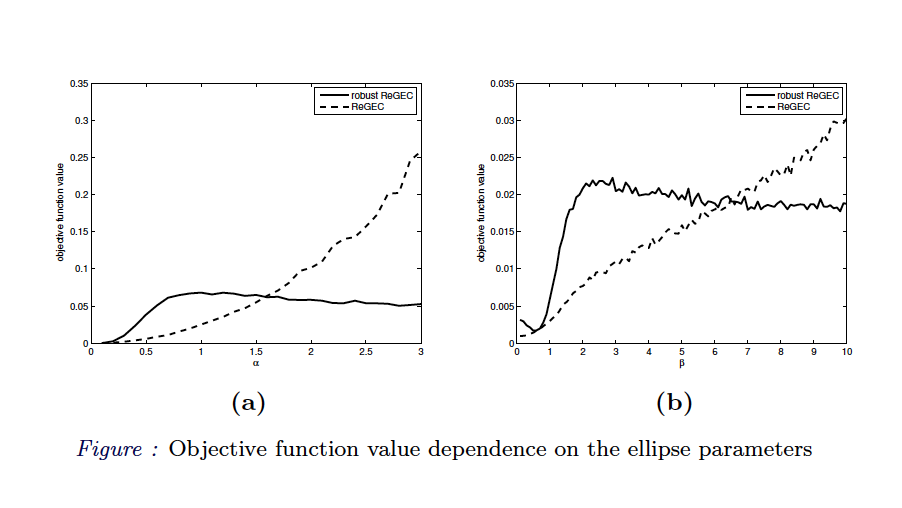 0.35
0.3
0.25
0.2
0.15
0.1
0.05
0
0 0.5 1 1.5 2 2.5 3
α
objective function value
robust ReGEC
ReGEC
(a)
0.035
0.03
0.025
0.02
0.015
0.01
0.005
0
0 1 2 3 4 5 6 7 8 9 10
β
objective function value
robust ReGEC
ReGEC
(b)
Figure : Objective function value dependence on the ellipse parameters